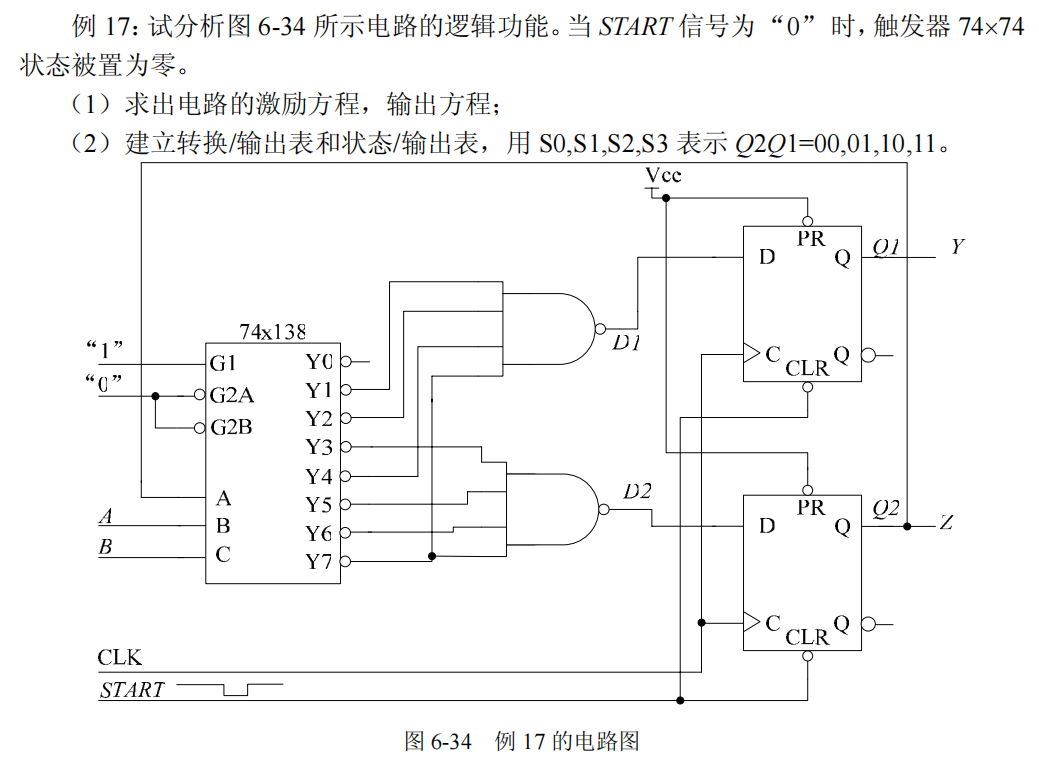 例 17: 试分析图 6-34 所示电路的逻辑功能。当 START 信号为“0”时, 触发器 74×74
状态被置为零。
（1）求出电路的激励方程，输出方程；
（2）建立转换/输出表和状态/输出表，用 S0,S1,S2,S3 表示 Q2Q1=00,01,10,11。
Vcc
PR
D
Q
Q1
Y
C
Q
CLR
D1
74x138
“1”
G1
“0”
G2A
G2B
Y0
Y1
Y2
Y3
Y4
Y5
Y6
Y7
A
A
B
B
C
D2
PR
D
Q
Q2
Z
C
Q
CLR
CLK
START
图 6-34 例 17 的电路图